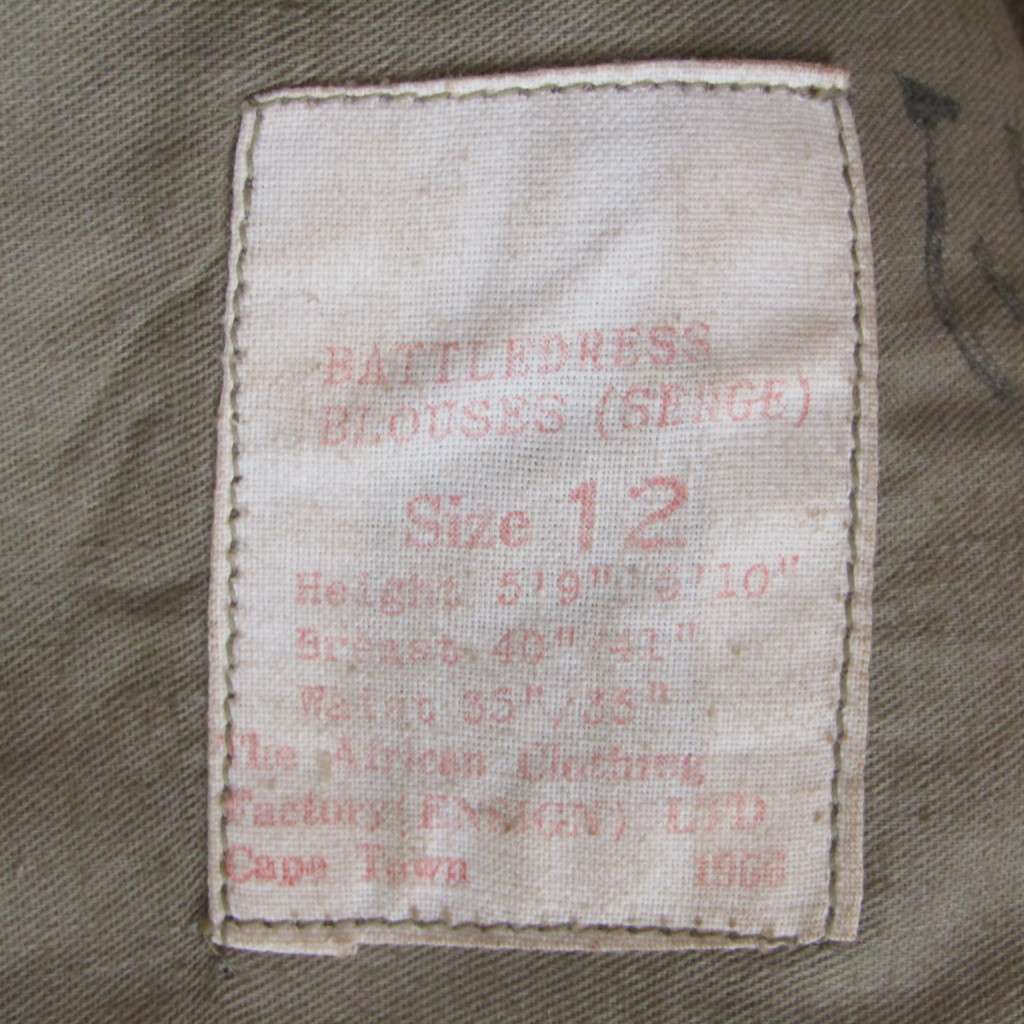 BATTLEDRESS
BLOUSES (SERGE)
Size 12
Height 5'9" 5'10"
Breast 40"/41"
Waist 35"/
The African Clothing
Factory (ENSIGN) LTD
Cape Town